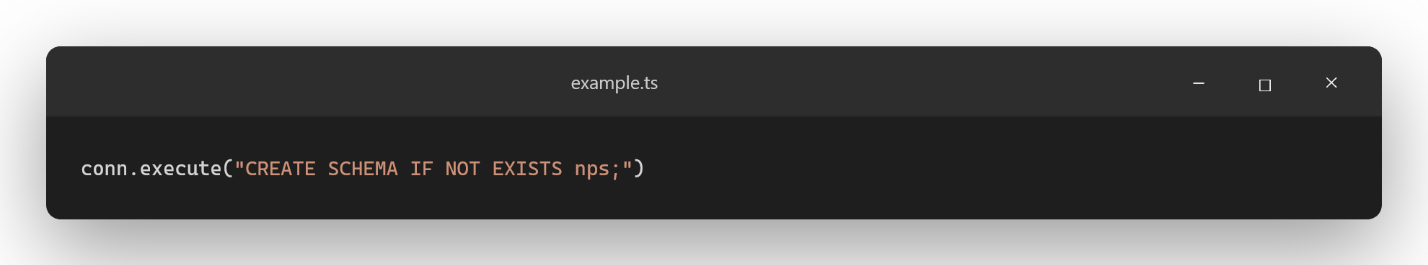 example.ts
conn.execute("CREATE SCHEMA IF NOT EXISTS nps;")